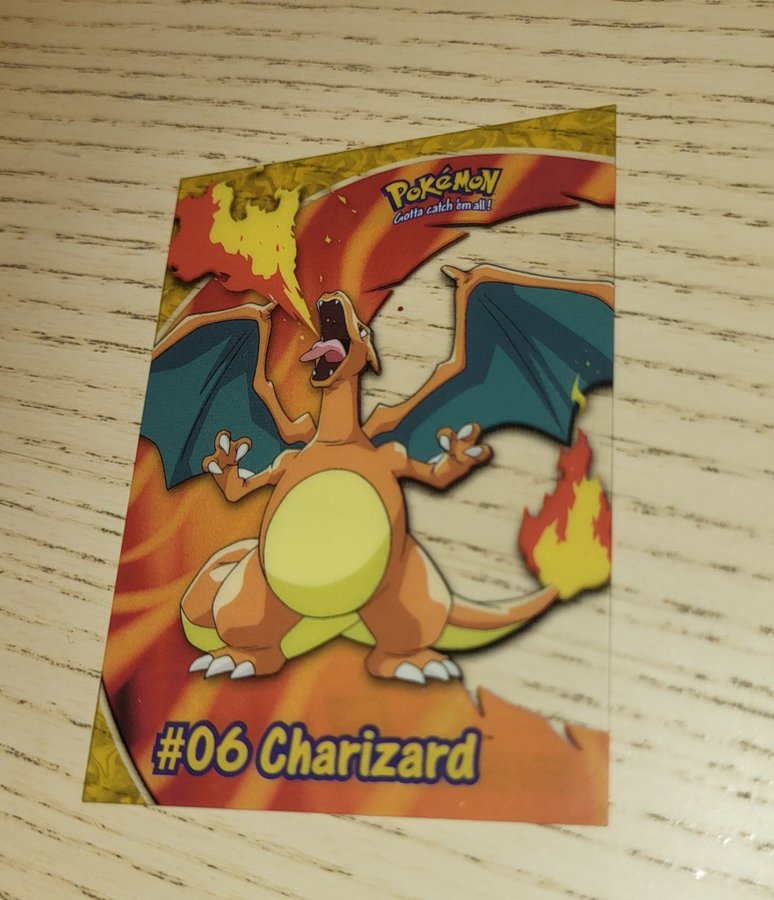 POKéMON
Gotta catch 'em all!
#06 Charizard